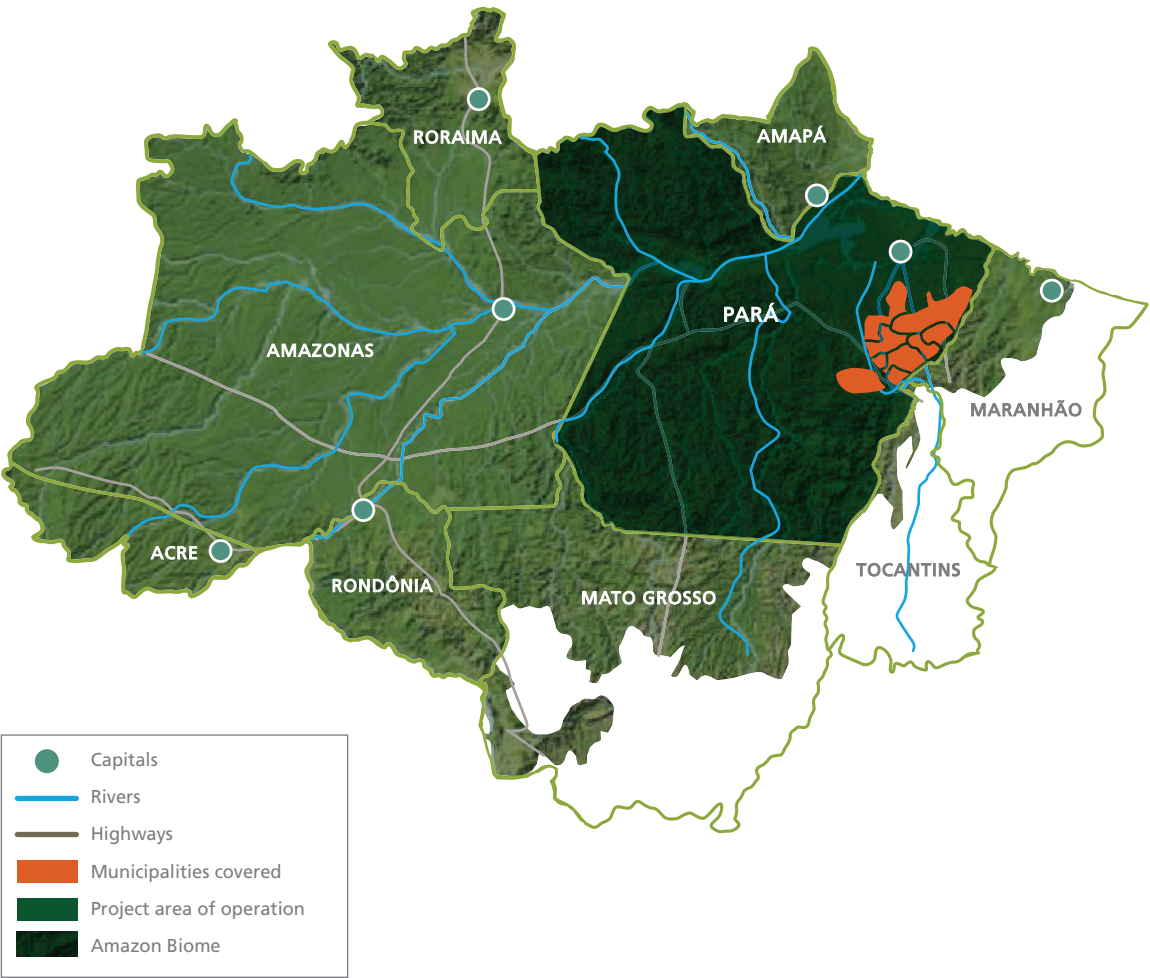 RORAIMA
AMAPÁ
PARÁ
AMAZONAS
MARANHÃO
ACRE
RONDÔNIA
MATO GROSSO
TOCANTINS
Capitals
Rivers
Highways
Municipalities covered
Project area of operation
Amazon Biome